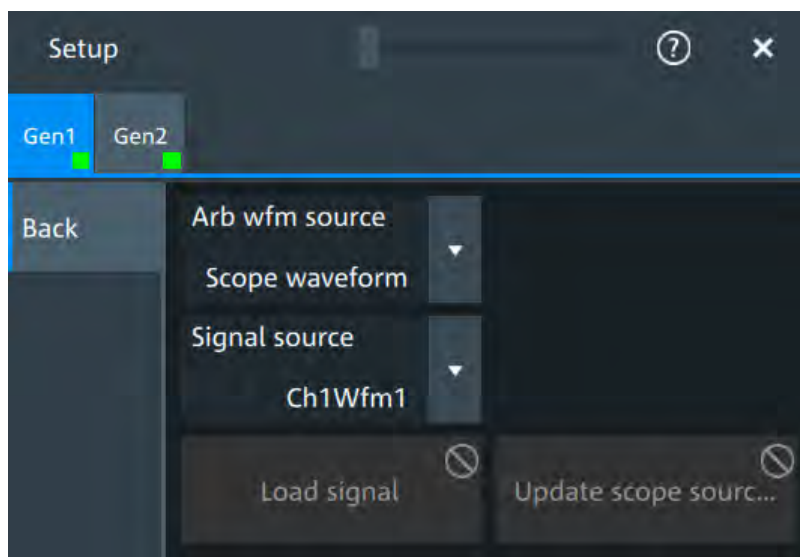 Setup
Gen1 Gen2
Back
Arb wfm source
Scope waveform
Signal source
Ch1Wfm1
Load signal
Update scope sourc...